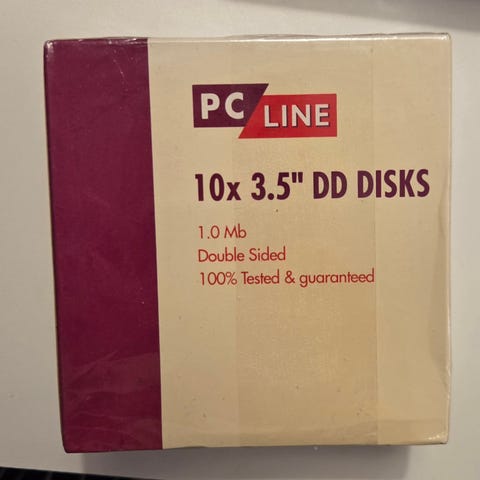 PC LINE
10x 3.5" DD DISKS
1.0 Mb
Double Sided
100% Tested & guaranteed